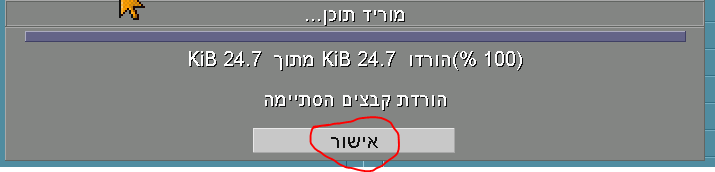 מוריד תוכן...
הורדו KiB 24.7 מתוך KiB 24.7 (100 %)
הורדת קבצים הסתיימה
אישור